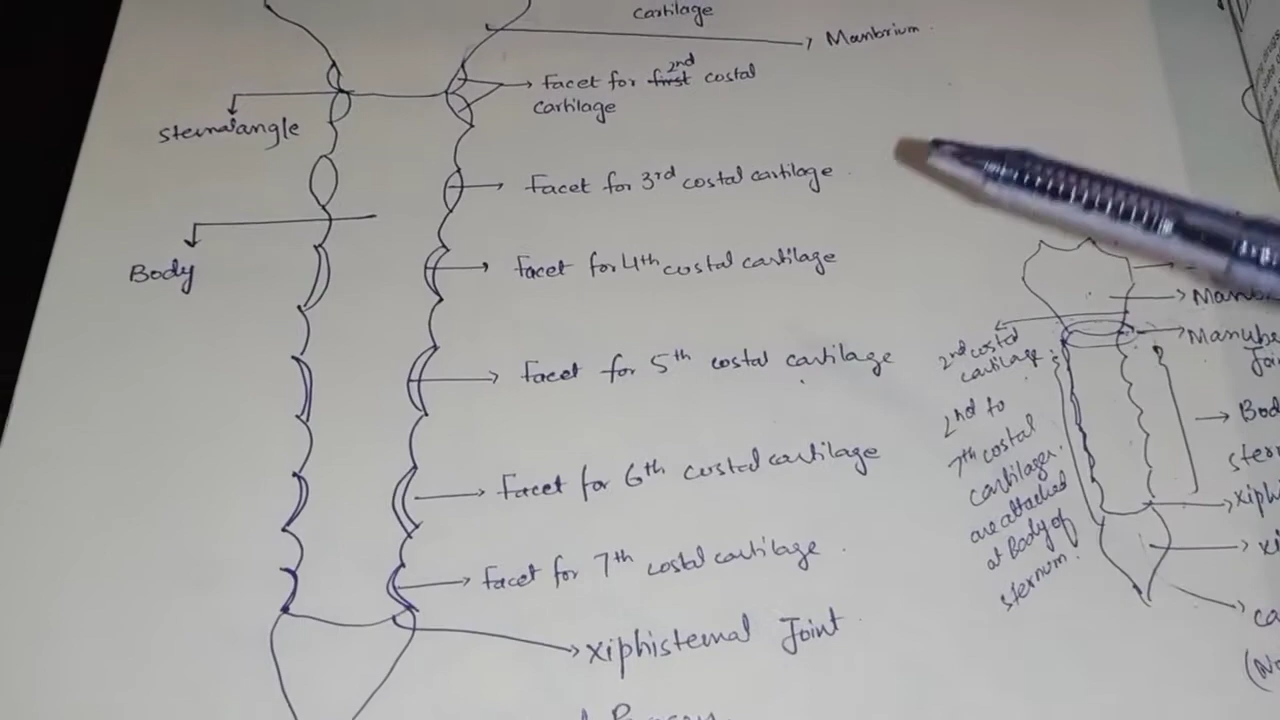 cartilage
Manbrium
Facet for first 2nd costal
cartilage
Sternal angle
Facet for 3rd costal cartilage
Body
Facet for 4th costal cartilage
Facet for 5th costal cartilage
Facet for 6th costal cartilage
Facet for 7th costal cartilage
Xiphisternal Joint
2nd costal
cartilage
2nd to
7th costal
cartilages
are attached
at Body of
sternum